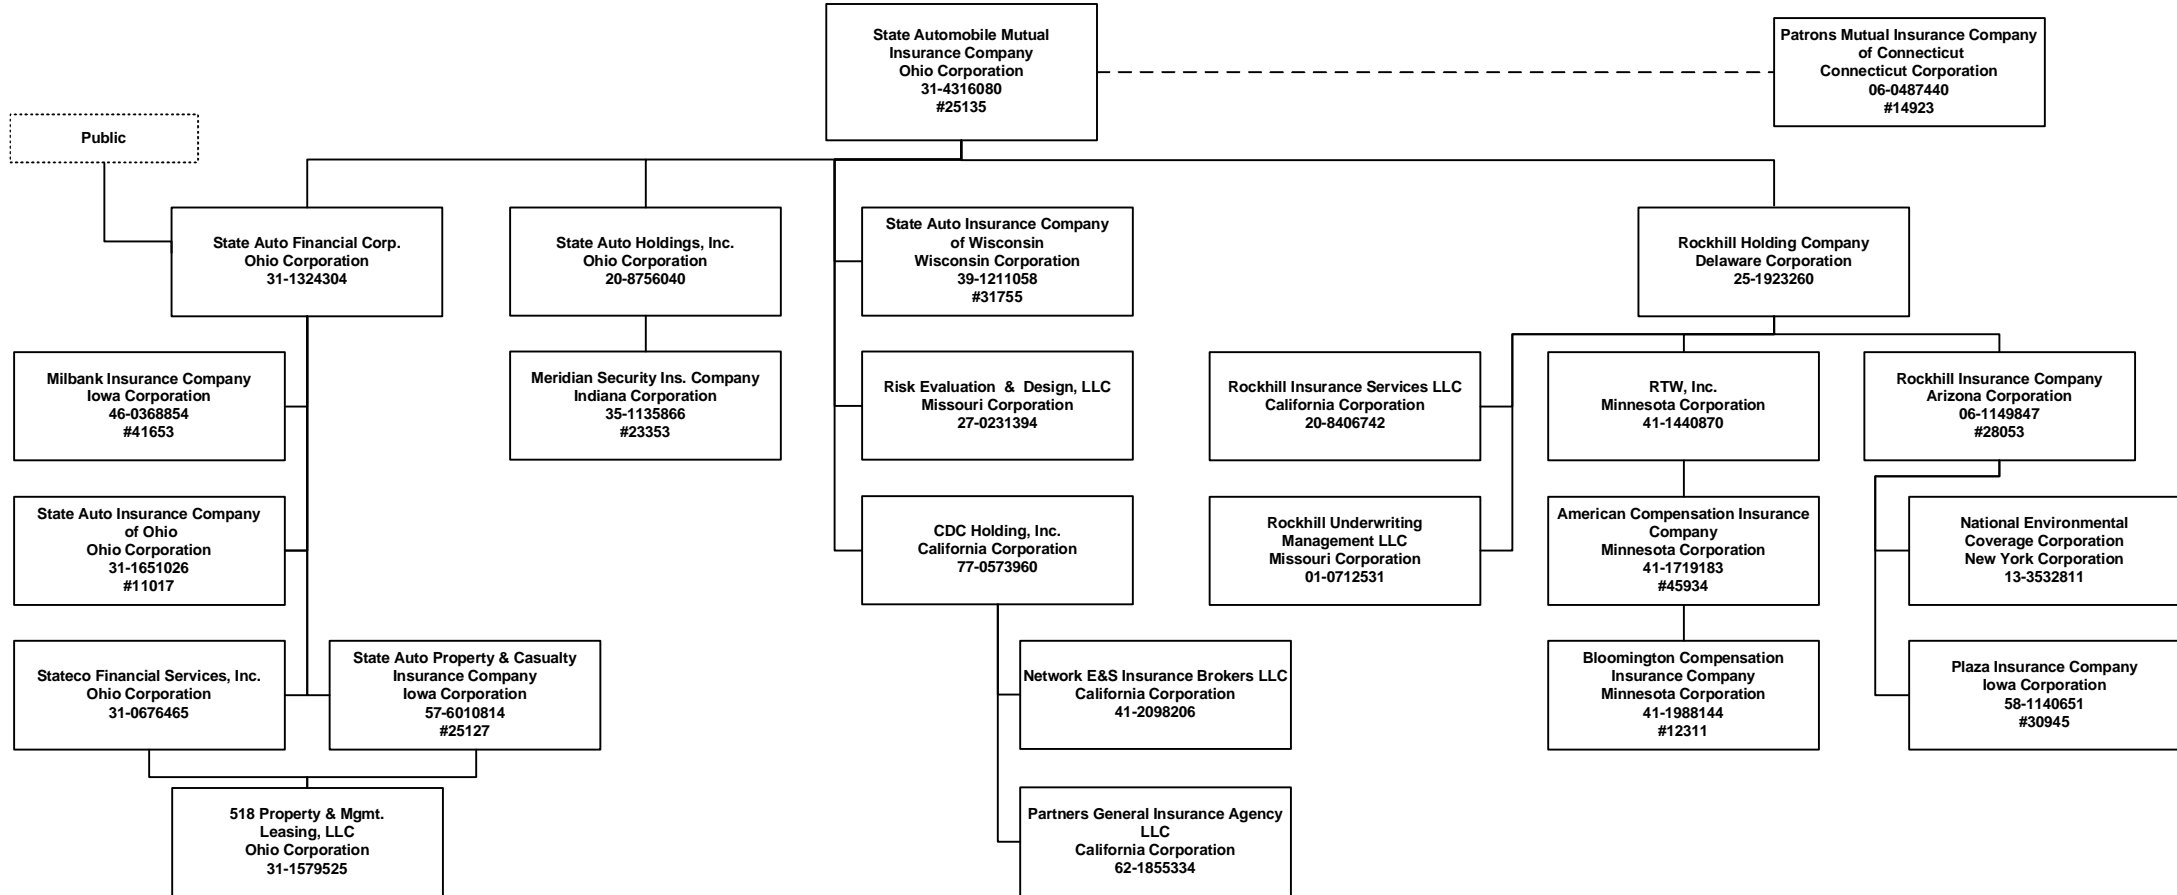 State Automobile Mutual
Insurance Company
Ohio Corporation
31-4316080
#25135
Patrons Mutual Insurance Company
of Connecticut
Connecticut Corporation
06-0487440
#14923
Public
State Auto Financial Corp.
Ohio Corporation
31-1324304
State Auto Holdings, Inc.
Ohio Corporation
20-8756040
State Auto Insurance Company
of Wisconsin
Wisconsin Corporation
39-1211058
#31755
Rockhill Holding Company
Delaware Corporation
25-1923260
Milbank Insurance Company
Iowa Corporation
46-0368854
#41653
Meridian Security Ins. Company
Indiana Corporation
35-1135866
#23353
Risk Evaluation & Design, LLC
Missouri Corporation
27-0231394
Rockhill Insurance Services LLC
California Corporation
20-8406742
RTW, Inc.
Minnesota Corporation
41-1440870
Rockhill Insurance Company
Arizona Corporation
06-1149847
#28053
State Auto Insurance Company
of Ohio
Ohio Corporation
31-1651026
#11017
CDC Holding, Inc.
California Corporation
77-0573960
Rockhill Underwriting
Management LLC
Missouri Corporation
01-0712531
American Compensation Insurance
Company
Minnesota Corporation
41-1719183
#45934
National Environmental
Coverage Corporation
New York Corporation
13-3532811
Stateco Financial Services, Inc.
Ohio Corporation
31-0676465
State Auto Property & Casualty
Insurance Company
Iowa Corporation
57-6010814
#25127
Network E&S Insurance Brokers LLC
California Corporation
41-2098206
Bloomington Compensation
Insurance Company
Minnesota Corporation
41-1988144
#12311
Plaza Insurance Company
Iowa Corporation
58-1140651
#30945
518 Property & Mgmt.
Leasing, LLC
Ohio Corporation
31-1579525
Partners General Insurance Agency
LLC
California Corporation
62-1855334